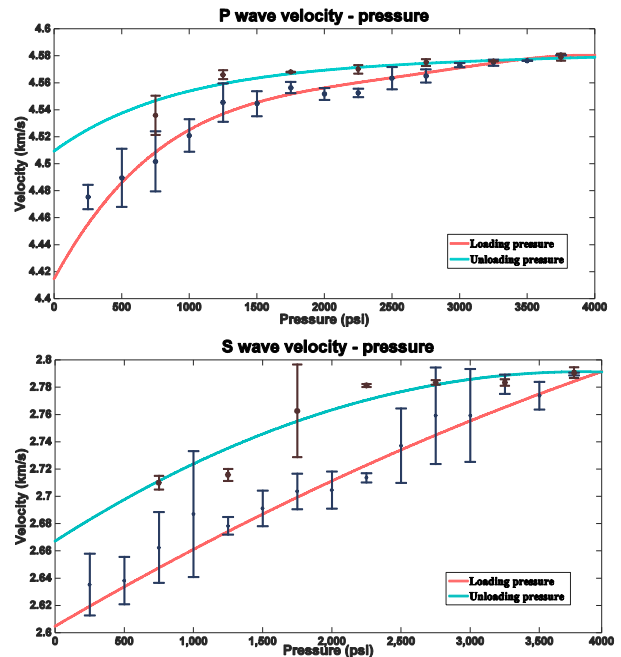 P wave velocity - pressure
4.6
4.58
4.56
4.54
4.52
4.5
4.48
4.46
4.44
4.42
4.4
Velocity (km/s)
Loading pressure
Unloading pressure
0 500 1000 1500 2000 2500 3000 3500 4000
Pressure (psi)
S wave velocity - pressure
2.8
2.78
2.76
2.74
2.72
2.7
2.68
2.66
2.64
2.62
2.6
Velocity (km/s)
Loading pressure
Unloading pressure
0 500 1,000 1,500 2,000 2,500 3,000 3,500 4000
Pressure (psi)